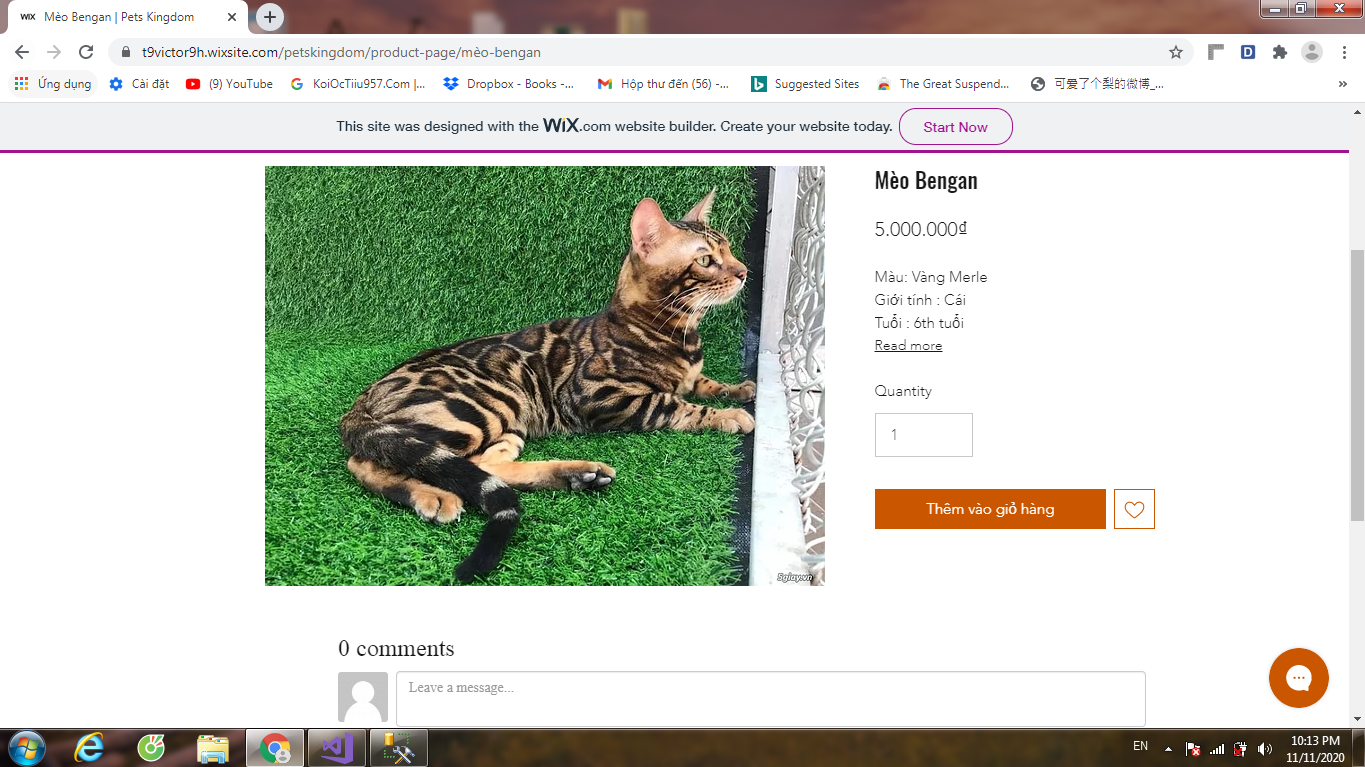 WiX Mèo Bengan | Pets Kingdom
t9victor9h.wixsite.com/petskingdom/product-page/mèo-bengan
Ứng dụng Cài đặt (9) YouTube KoiOcTiiu957.Com |... Dropbox - Books -... Hộp thư đến (56) -... Suggested Sites The Great Suspend... 可爱了个梨的微博_... »
This site was designed with the WiX.com website builder. Create your website today. Start Now
Mèo Bengan
5.000.000₫
Màu: Vàng Merle
Giới tính : Cái
Tuổi : 6th tuổi
Read more
Quantity
1
Thêm vào giỏ hàng
5giay.vn
0 comments
Leave a message...
EN
10:13 PM
11/11/2020